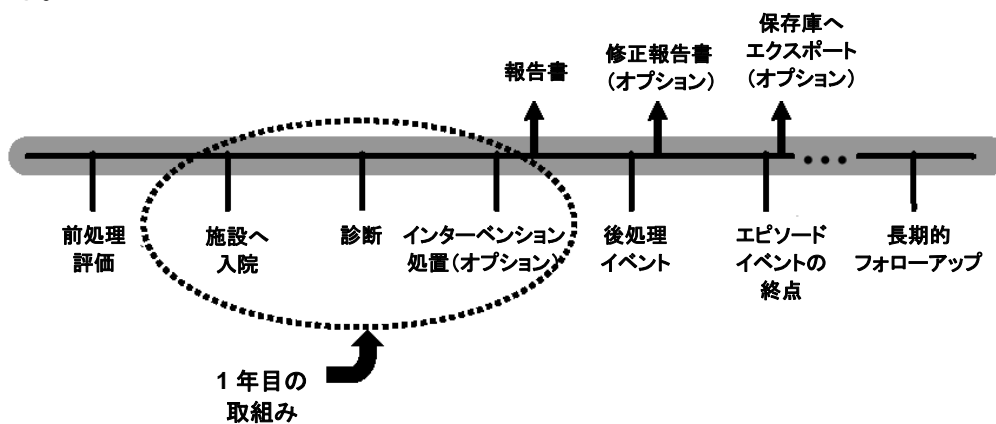 報告書
修正報告書
（オプション）
保存庫へ
エクスポート
（オプション）
前処理
評価
施設へ
入院
診断
インターベンション
処置（オプション）
後処理
イベント
エピソード
イベントの
終点
長期的
フォローアップ
1 年目の
取組み